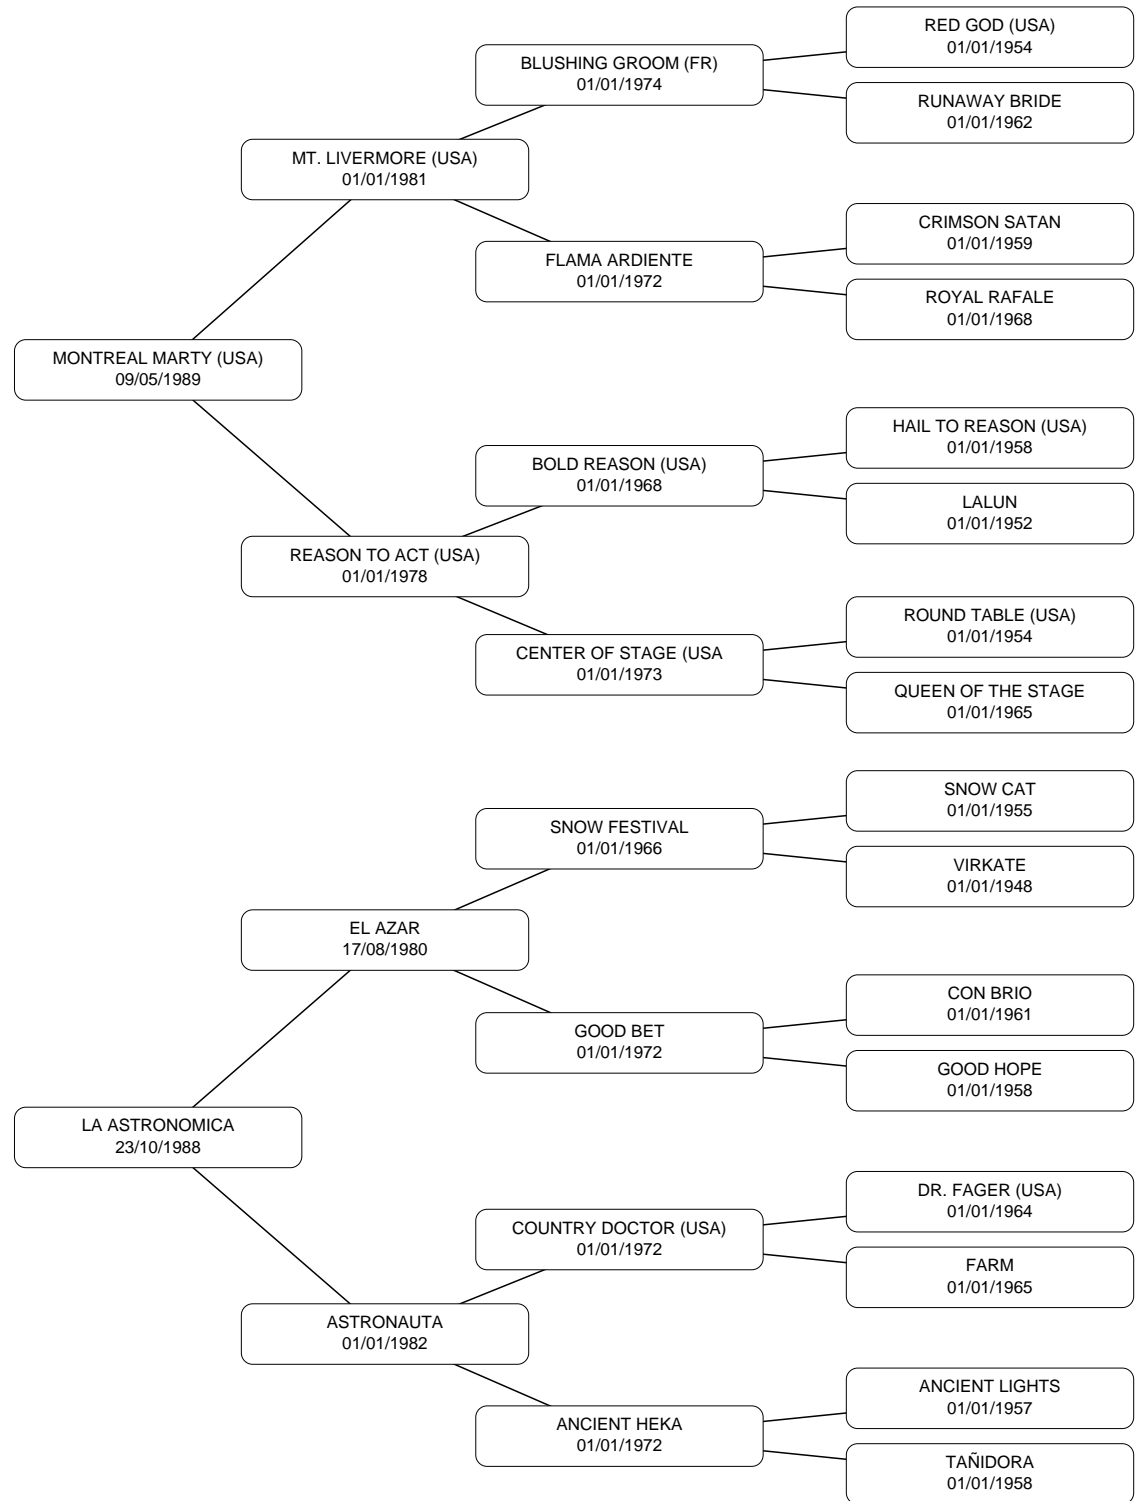 RED GOD (USA)
01/01/1954
BLUSHING GROOM (FR)
01/01/1974
RUNAWAY BRIDE
01/01/1962
MT. LIVERMORE (USA)
01/01/1981
CRIMSON SATAN
01/01/1959
FLAMA ARDIENTE
01/01/1972
ROYAL RAFALE
01/01/1968
MONTREAL MARTY (USA)
09/05/1989
HAIL TO REASON (USA)
01/01/1958
BOLD REASON (USA)
01/01/1968
LALUN
01/01/1952
REASON TO ACT (USA)
01/01/1978
ROUND TABLE (USA)
01/01/1954
CENTER OF STAGE (USA
01/01/1973
QUEEN OF THE STAGE
01/01/1965
SNOW CAT
01/01/1955
SNOW FESTIVAL
01/01/1966
VIRKATE
01/01/1948
EL AZAR
17/08/1980
CON BRIO
01/01/1961
GOOD BET
01/01/1972
GOOD HOPE
01/01/1958
LA ASTRONOMICA
23/10/1988
DR. FAGER (USA)
01/01/1964
COUNTRY DOCTOR (USA)
01/01/1972
FARM
01/01/1965
ASTRONAUTA
01/01/1982
ANCIENT LIGHTS
01/01/1957
ANCIENT HEKA
01/01/1972
TAÑIDORA
01/01/1958